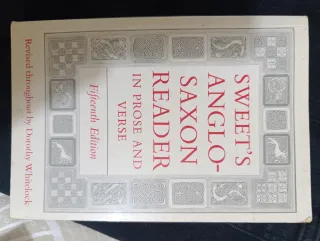 SWEET'S
ANGLO-
SAXON
READER
IN PROSE AND
VERSE
Fifteenth Edition
Revised throughout by Dorothy Whitelock